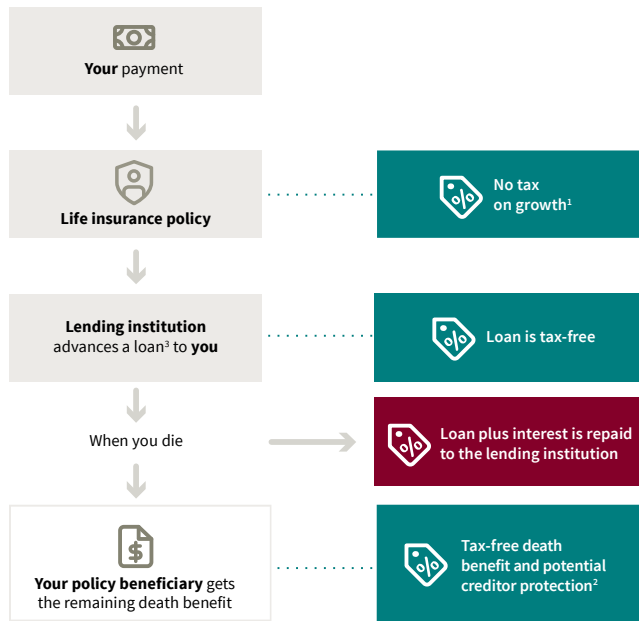 Your payment
Life insurance policy
No tax
on growth¹
Lending institution
advances a loan³ to you
Loan is tax-free
When you die
Loan plus interest is repaid
to the lending institution
Your policy beneficiary gets
the remaining death benefit
Tax-free death
benefit and potential
creditor protection²